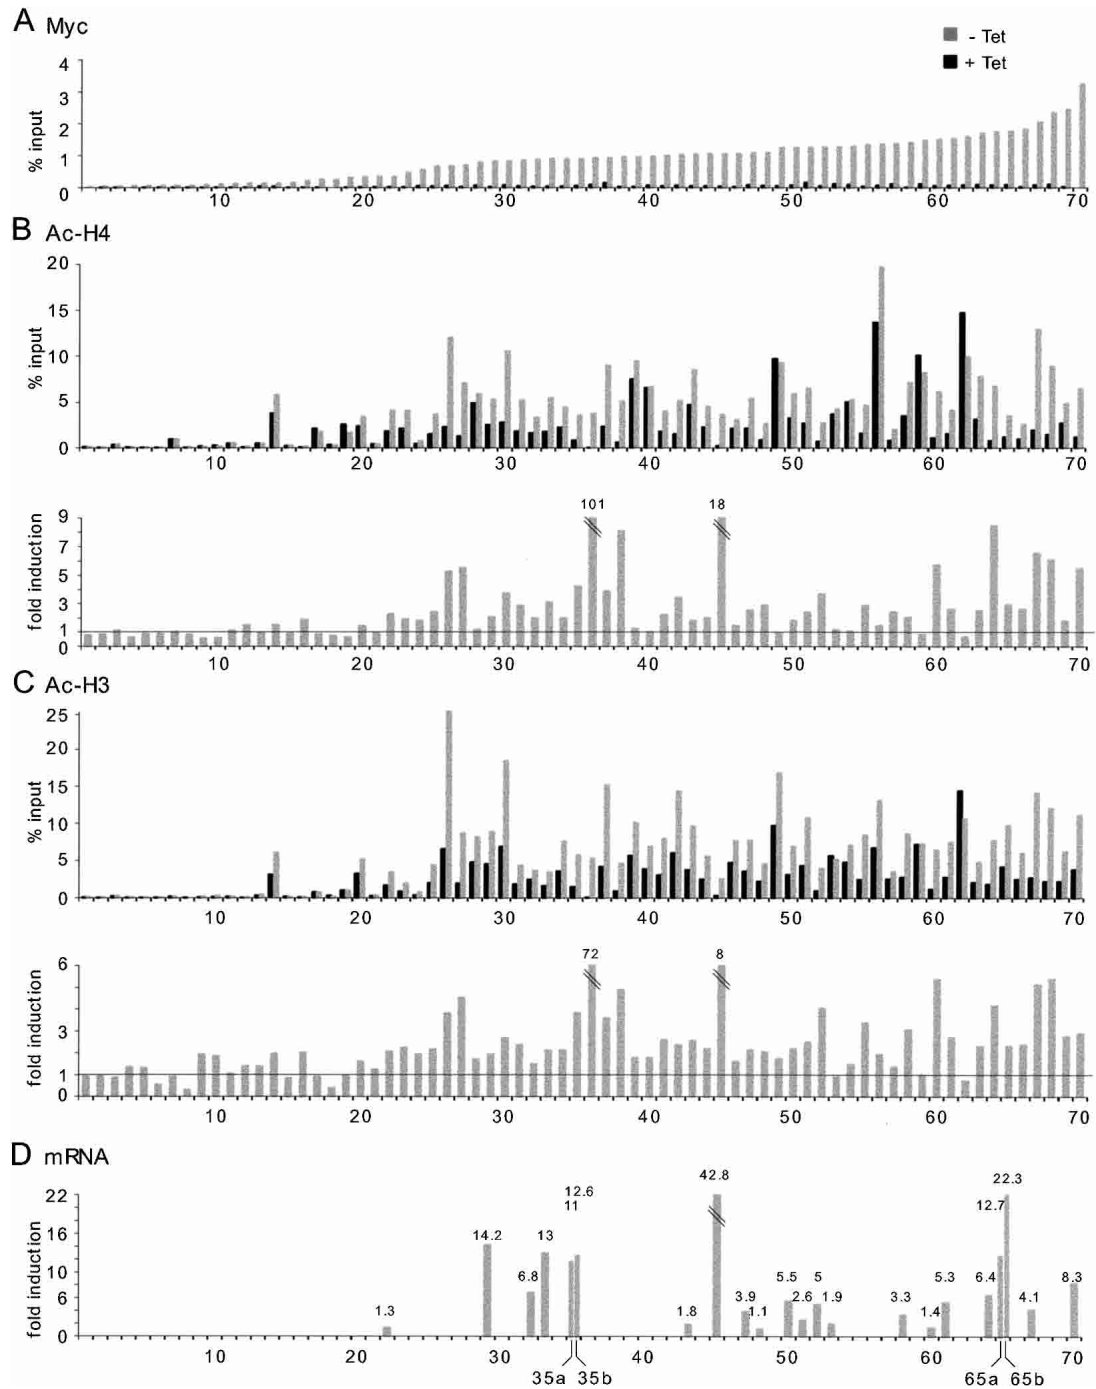 A Myc
- Tet
+ Tet
4
3
2
1
0
% input
10 20 30 40 50 60 70
B Ac-H4
20
15
10
5
0
% input
10 20 30 40 50 60 70
101 18
9
7
5
3
1
0
fold induction
10 20 30 40 50 60 70
C Ac-H3
25
20
15
10
5
0
% input
10 20 30 40 50 60 70
72 8
6
3
1
0
fold induction
10 20 30 40 50 60 70
D mRNA
22
16
10
6
0
fold induction
1.3 14.2 6.8 13 12.6 11 1.8 42.8 3.9 1.1 5.5 2.6 5 1.9 3.3 1.4 5.3 6.4 12.7 22.3 4.1 8.3
10 20 30 40 50 60 70
35a 35b 65a 65b